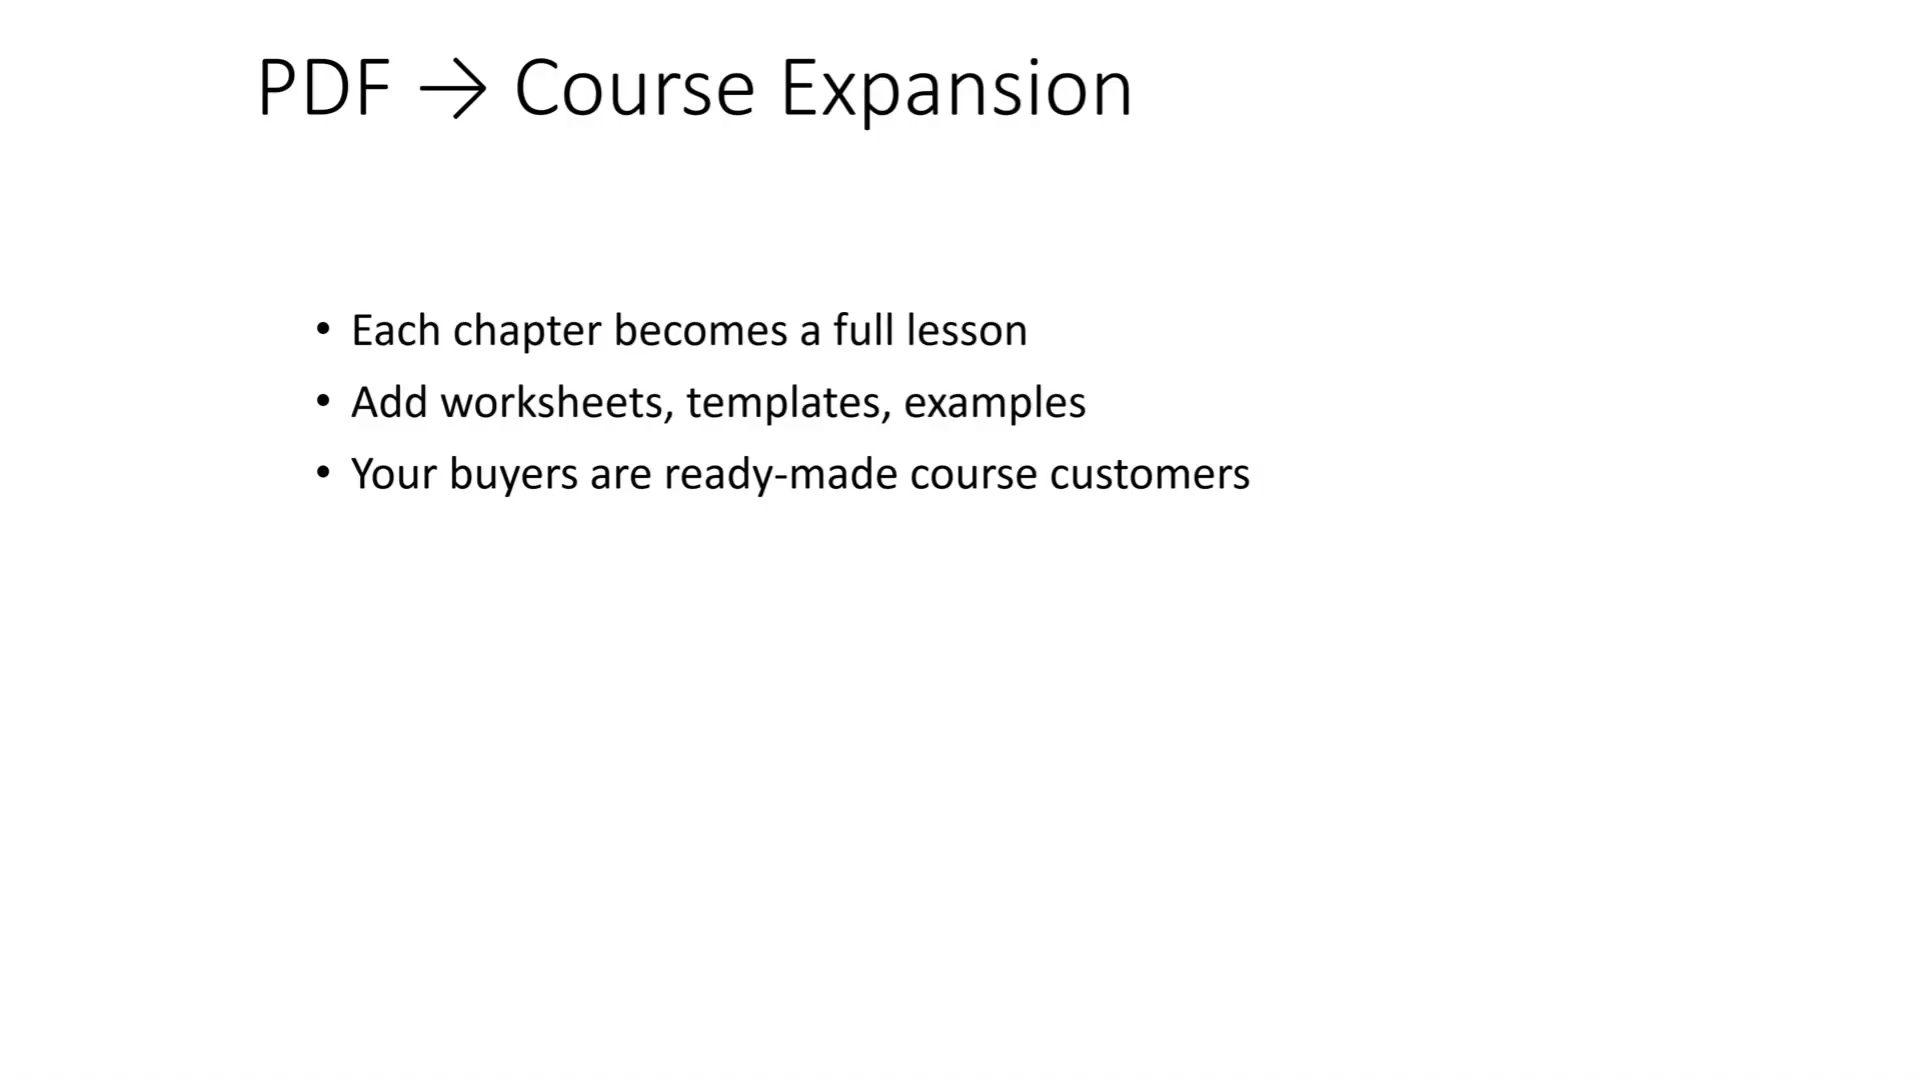 PDF → Course Expansion
• Each chapter becomes a full lesson
• Add worksheets, templates, examples
• Your buyers are ready-made course customers